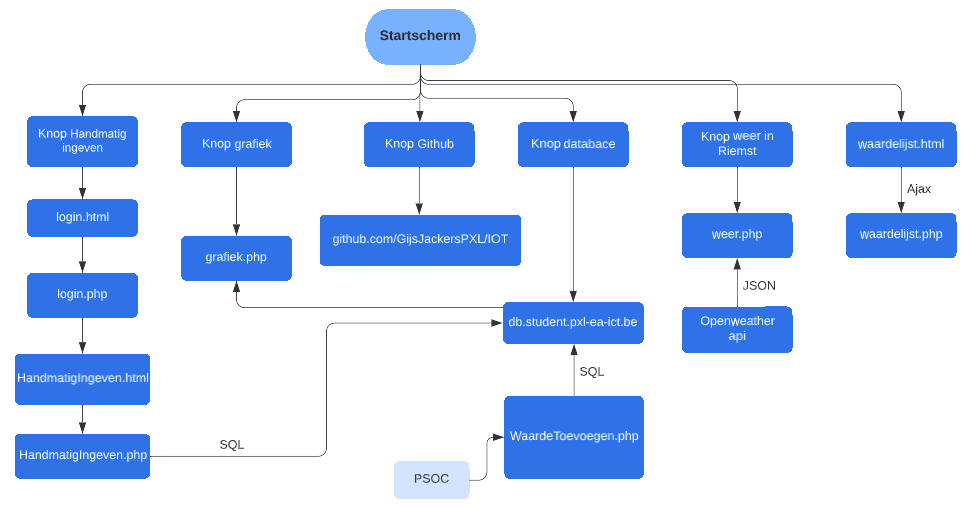 Startscherm
Knop Handmatig
ingeven
Knop grafiek
Knop Github
Knop databace
Knop weer in
Riemst
waardelijst.html
Ajax
login.html
github.com/GijsJackersPXL/IOT
weer.php
waardelijst.php
grafiek.php
login.php
JSON
db.student.pxl-ea-ict.be
Openweather
api
HandmatigIngeven.html
SQL
WaardeToevoegen.php
HandmatigIngeven.php
SQL
PSOC